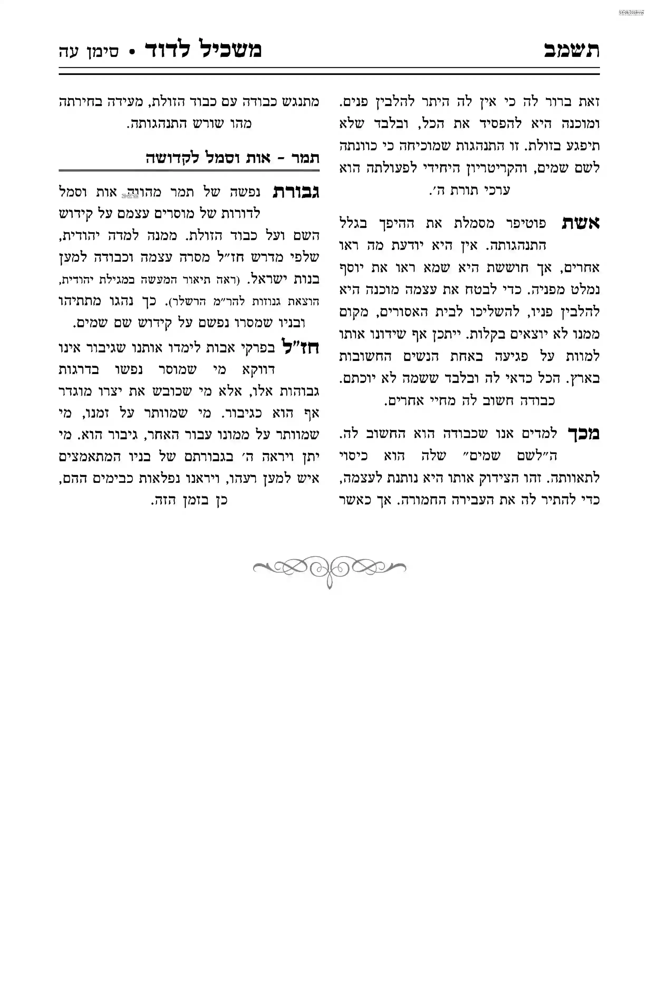 אהח19/08/2018
תשמב
משכיל לדוד • סימן עה
זאת ברור לה כי אין לה היתר להלבין פנים.
ומוכנה היא להפסיד את הכל, ובלבד שלא
תיפגע בזולת. זו התנהגות שמוכיחה כי כוונתה
לשם שמים, והקריטריון היחידי לפעולתה הוא
ערכי תורת ה׳.
אשת פוטיפר מסמלת את ההיפך בגלל
התנהגותה. אין היא יודעת מה ראו
אחרים, אך חוששת היא שמא ראו את יוסף
נמלט מפניה. כדי לבטח את עצמה מוכנה היא
להלבין פניו, להשליכו לבית האסורים, מקום
ממנו לא יוצאים בקלות. ייתכן אף שידונו אותו
למוות על פגיעה באחת הנשים החשובות
בארץ. הכל כדאי לה ובלבד ששמה לא יוכתם.
כבודה חשוב לה מחיי אחרים.
מכך למדים אנו שכבודה הוא החשוב לה.
ה״לשם שמים״ שלה הוא כיסוי
לתאוותה. זהו הצידוק אותו היא נותנת לעצמה,
כדי להתיר לה את העבירה החמורה. אך כאשר
מתנגש כבודה עם כבוד הזולת, מעידה בחירתה
מהו שורש התנהגותה.
תמר – אות וסמל לקדושה
גבורת נפשה של תמר מהווה אות וסמל
לדורות של מוסרים עצמם על קידוש
השם ועל כבוד הזולת. ממנה למדה יהודית,
שלפי מדרש חז״ל מסרה עצמה וכבודה למען
בנות ישראל. (ראה תיאור המעשה במגילת יהודית,
הוצאת גנוזות להר״מ הרשלר). כך נהגו מתתיהו
ובניו שמסרו נפשם על קידוש שם שמים.
חז״ל בפרקי אבות לימדו אותנו שגיבור אינו
דווקא מי שמוסר נפשו בדרגות
גבוהות אלו, אלא מי שכובש את יצרו מוגדר
אף הוא כגיבור. מי שמוותר על זמנו, מי
שמוותר על ממונו עבור האחר, גיבור הוא. מי
יתן ויראה ה׳ בגבורתם של בניו המתאמצים
איש למען רעהו, ויראנו נפלאות כבימים ההם,
כן בזמן הזה.